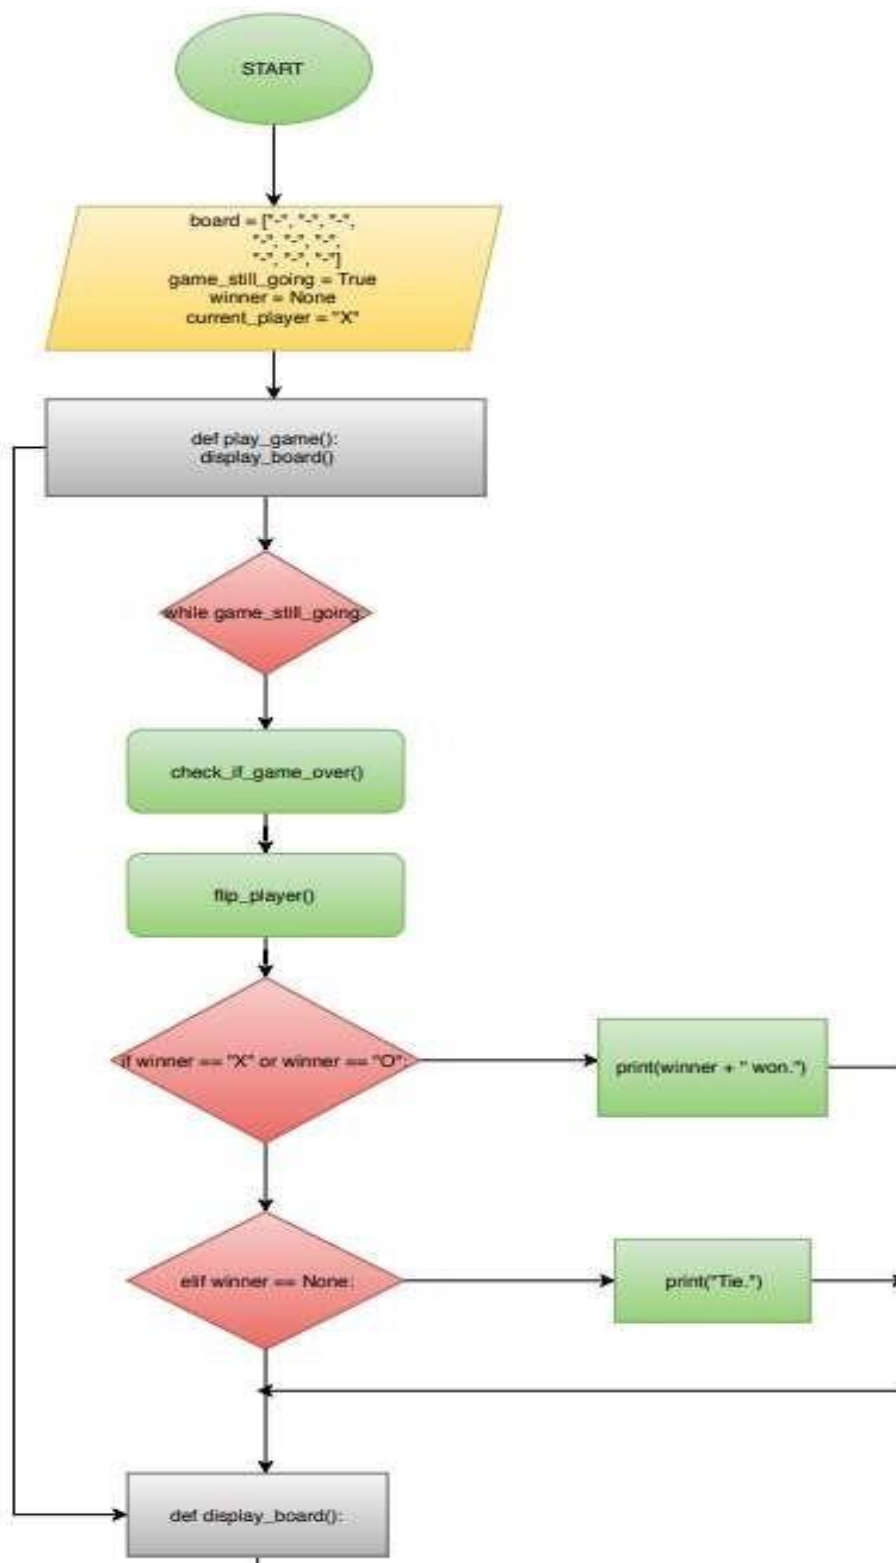 START
board = ["-", "-", "-",
"-", "-", "-",
"-", "-", "-"]
game_still_going = True
winner = None
current_player = "X"
def play_game():
display_board()
while game_still_going:
check_if_game_over()
flip_player()
if winner == "X" or winner == "O":
print(winner + " won.")
elif winner == None:
print("Tie.")
def display_board():